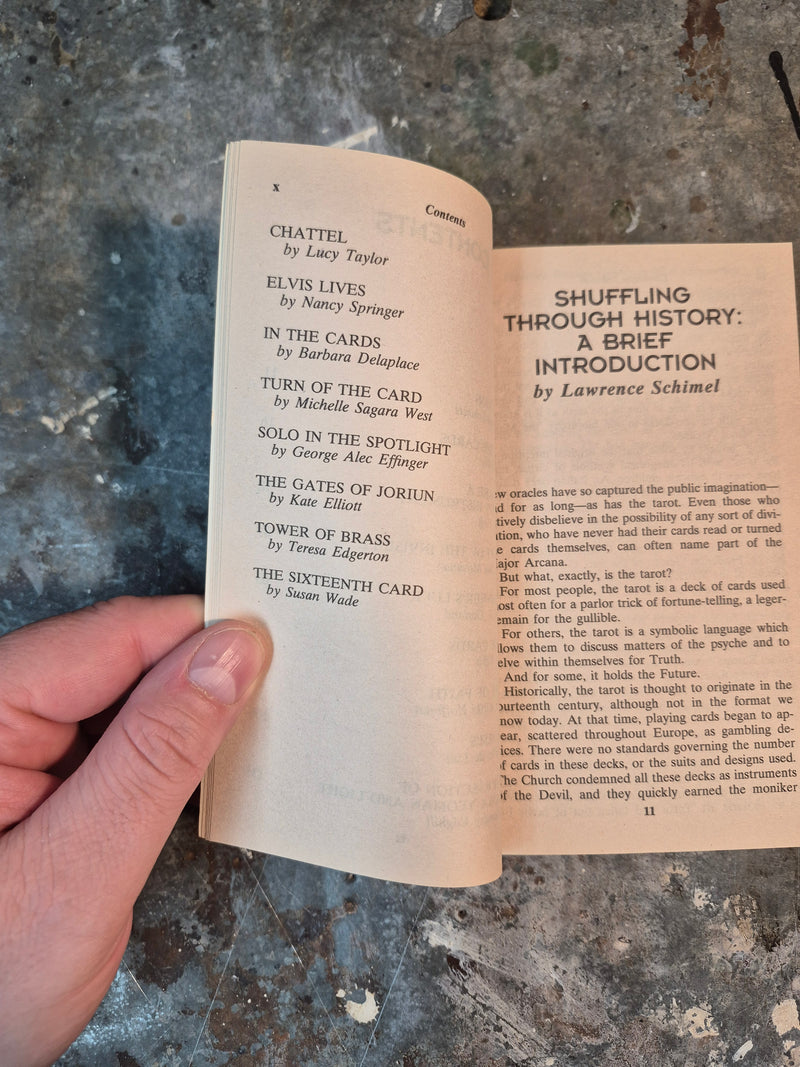 x
Contents
CHATTEL
by Lucy Taylor
ELVIS LIVES
by Nancy Springer
IN THE CARDS
by Barbara Delaplace
TURN OF THE CARD
by Michelle Sagara West
SOLO IN THE SPOTLIGHT
by George Alec Effinger
THE GATES OF JORIUN
by Kate Elliott
TOWER OF BRASS
by Teresa Edgerton
THE SIXTEENTH CARD
by Susan Wade
SHUFFLING
THROUGH HISTORY:
A BRIEF
INTRODUCTION
by Lawrence Schimel
oracles have so captured the public imagination—
for as long—as has the tarot. Even those who
disbelieve in the possibility of any sort of divi-
who have never had their cards read or turned
cards themselves, can often name part of the
Arcana.
But what, exactly, is the tarot?
For most people, the tarot is a deck of cards used
often for a parlor trick of fortune-telling, a leger-
for the gullible.
For others, the tarot is a symbolic language which
them to discuss matters of the psyche and to
within themselves for Truth.
And for some, it holds the Future.
Historically, the tarot is thought to originate in the
century, although not in the format we
today. At that time, playing cards began to ap-
scattered throughout Europe, as gambling de-
There were no standards governing the number
of cards in these decks, or the suits and designs used.
The Church condemned all these decks as instruments
of the Devil, and they quickly earned the moniker
11